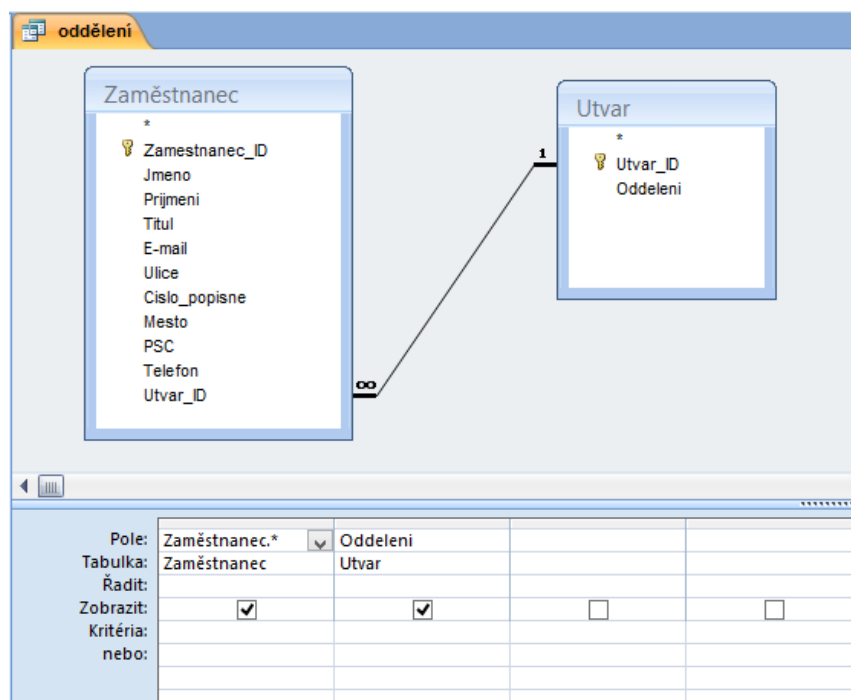 oddělení
Zaměstnanec
*
Zamestnanec_ID
Jmeno
Prijmeni
Titul
E-mail
Ulice
Cislo_popisne
Mesto
PSC
Telefon
Utvar_ID
∞
1
Utvar
*
Utvar_ID
Oddeleni
Pole: Zaměstnanec.* Oddeleni
Tabulka: Zaměstnanec Utvar
Řadit:
Zobrazit:
Kritéria:
nebo: